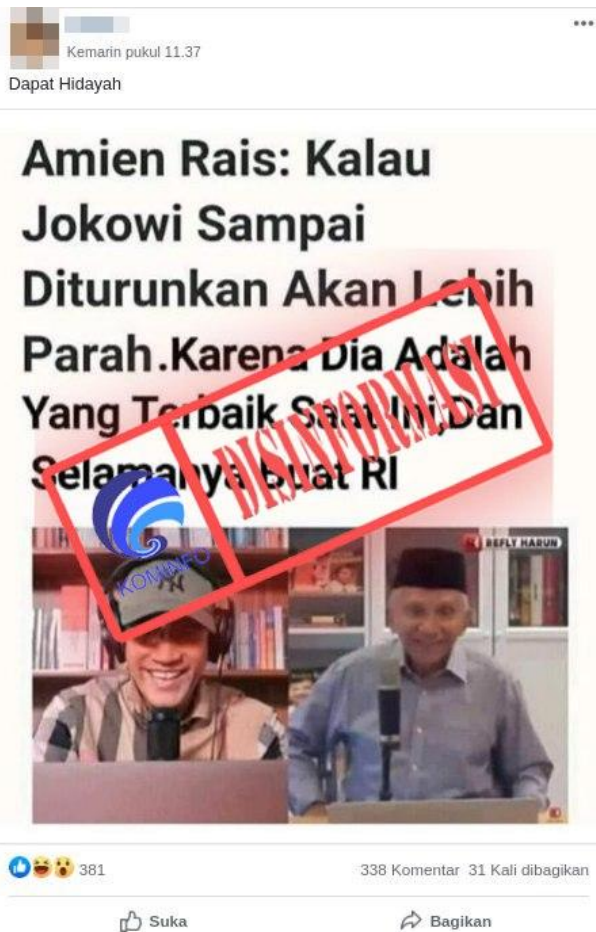 Kemarin pukul 11.37
Dapat Hidayah
Amien Rais: Kalau
Jokowi Sampai
Diturunkan Akan Lebih
Parah.Karena Dia Adalah
Yang Terbaik Saat Ini,Dan
Selamanya Buat RI
DISINFORMASI
KOMINFO
NY
REFLY HARUN
381
338 Komentar 31 Kali dibagikan
Suka
Bagikan